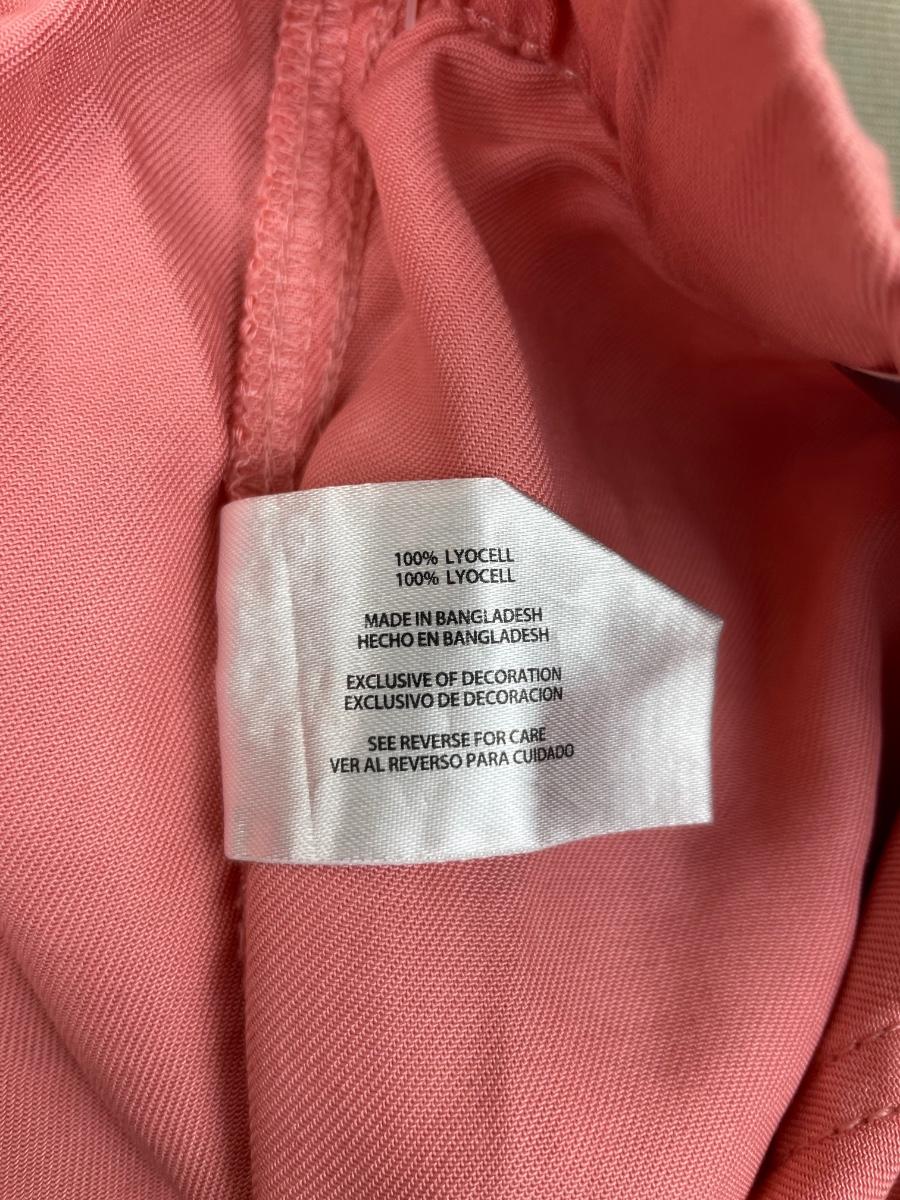 100% LYOCELL
100% LYOCELL
MADE IN BANGLADESH
HECHO EN BANGLADESH
EXCLUSIVE OF DECORATION
EXCLUSIVO DE DECORACION
SEE REVERSE FOR CARE
VER AL REVERSO PARA CUIDADO